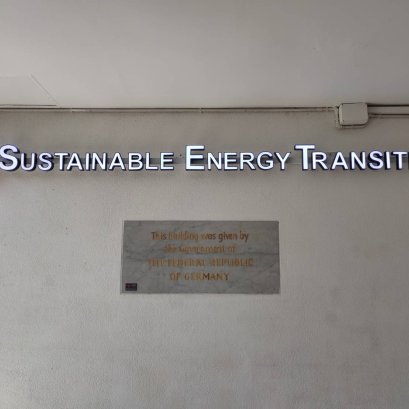 SUSTAINABLE ENERGY TRANSIT
This building was given by
the Government of
THE FEDERAL REPUBLIC
OF GERMANY